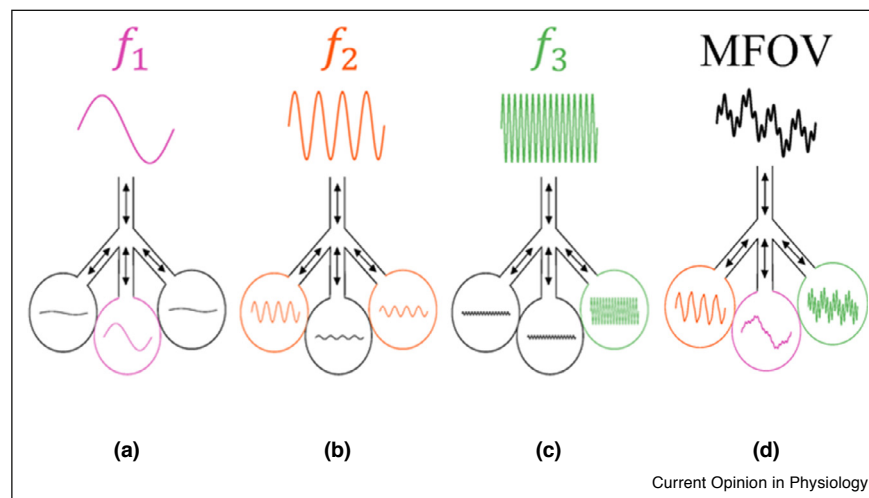 f₁ f₂ f₃ MFOV
(a) (b) (c) (d)
Current Opinion in Physiology